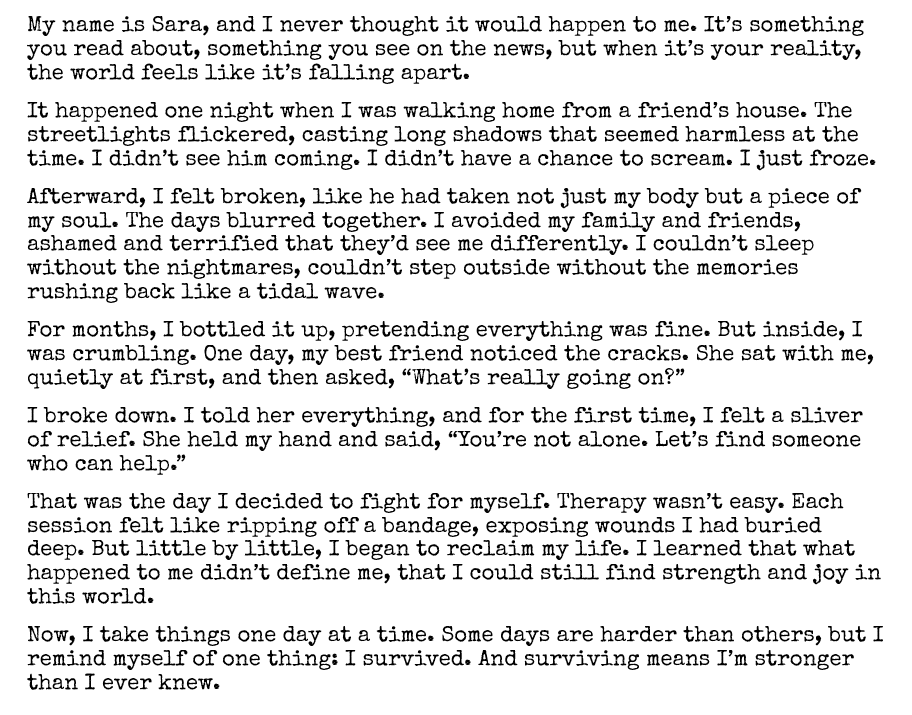 My name is Sara, and I never thought it would happen to me. It's something
you read about, something you see on the news, but when it's your reality,
the world feels like it's falling apart.
It happened one night when I was walking home from a friend's house. The
streetlights flickered, casting long shadows that seemed harmless at the
time. I didn't see him coming. I didn't have a chance to scream. I just froze.
Afterward, I felt broken, like he had taken not just my body but a piece of
my soul. The days blurred together. I avoided my family and friends,
ashamed and terrified that they'd see me differently. I couldn't sleep
without the nightmares, couldn't step outside without the memories
rushing back like a tidal wave.
For months, I bottled it up, pretending everything was fine. But inside, I
was crumbling. One day, my best friend noticed the cracks. She sat with me,
quietly at first, and then asked, “What's really going on?”
I broke down. I told her everything, and for the first time, I felt a sliver
of relief. She held my hand and said, “You're not alone. Let's find someone
who can help.”
That was the day I decided to fight for myself. Therapy wasn't easy. Each
session felt like ripping off a bandage, exposing wounds I had buried
deep. But little by little, I began to reclaim my life. I learned that what
happened to me didn't define me, that I could still find strength and joy in
this world.
Now, I take things one day at a time. Some days are harder than others, but I
remind myself of one thing: I survived. And surviving means I'm stronger
than I ever knew.